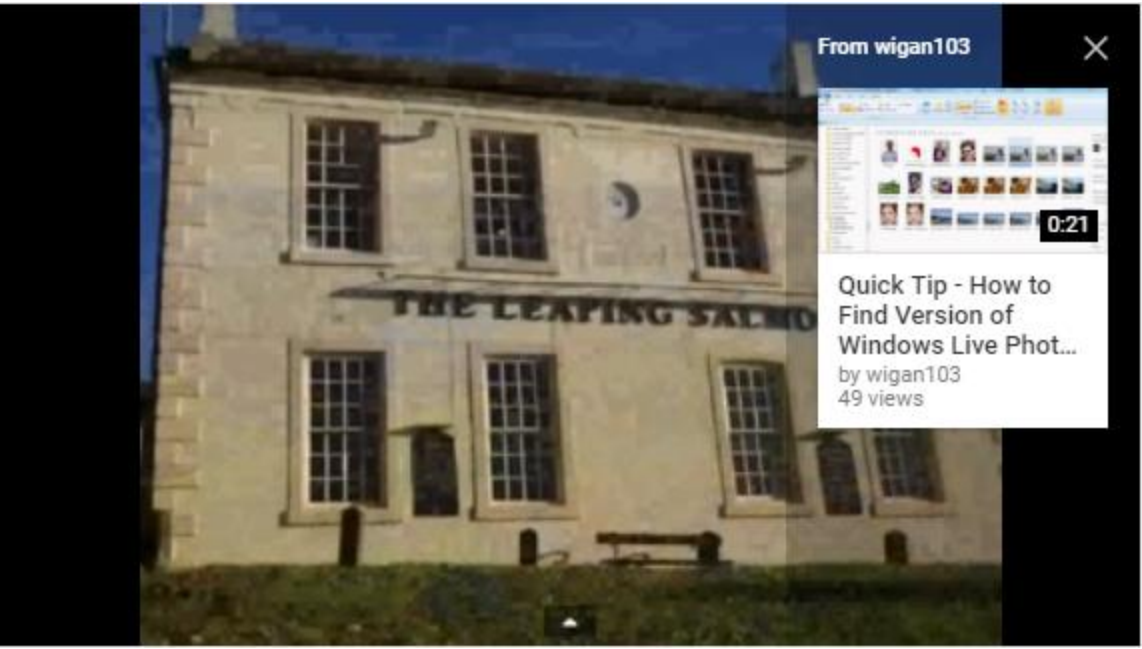 From wigan103
0:21
Quick Tip - How to
Find Version of
Windows Live Phot...
by wigan103
49 views
THE LEAPING SALMO